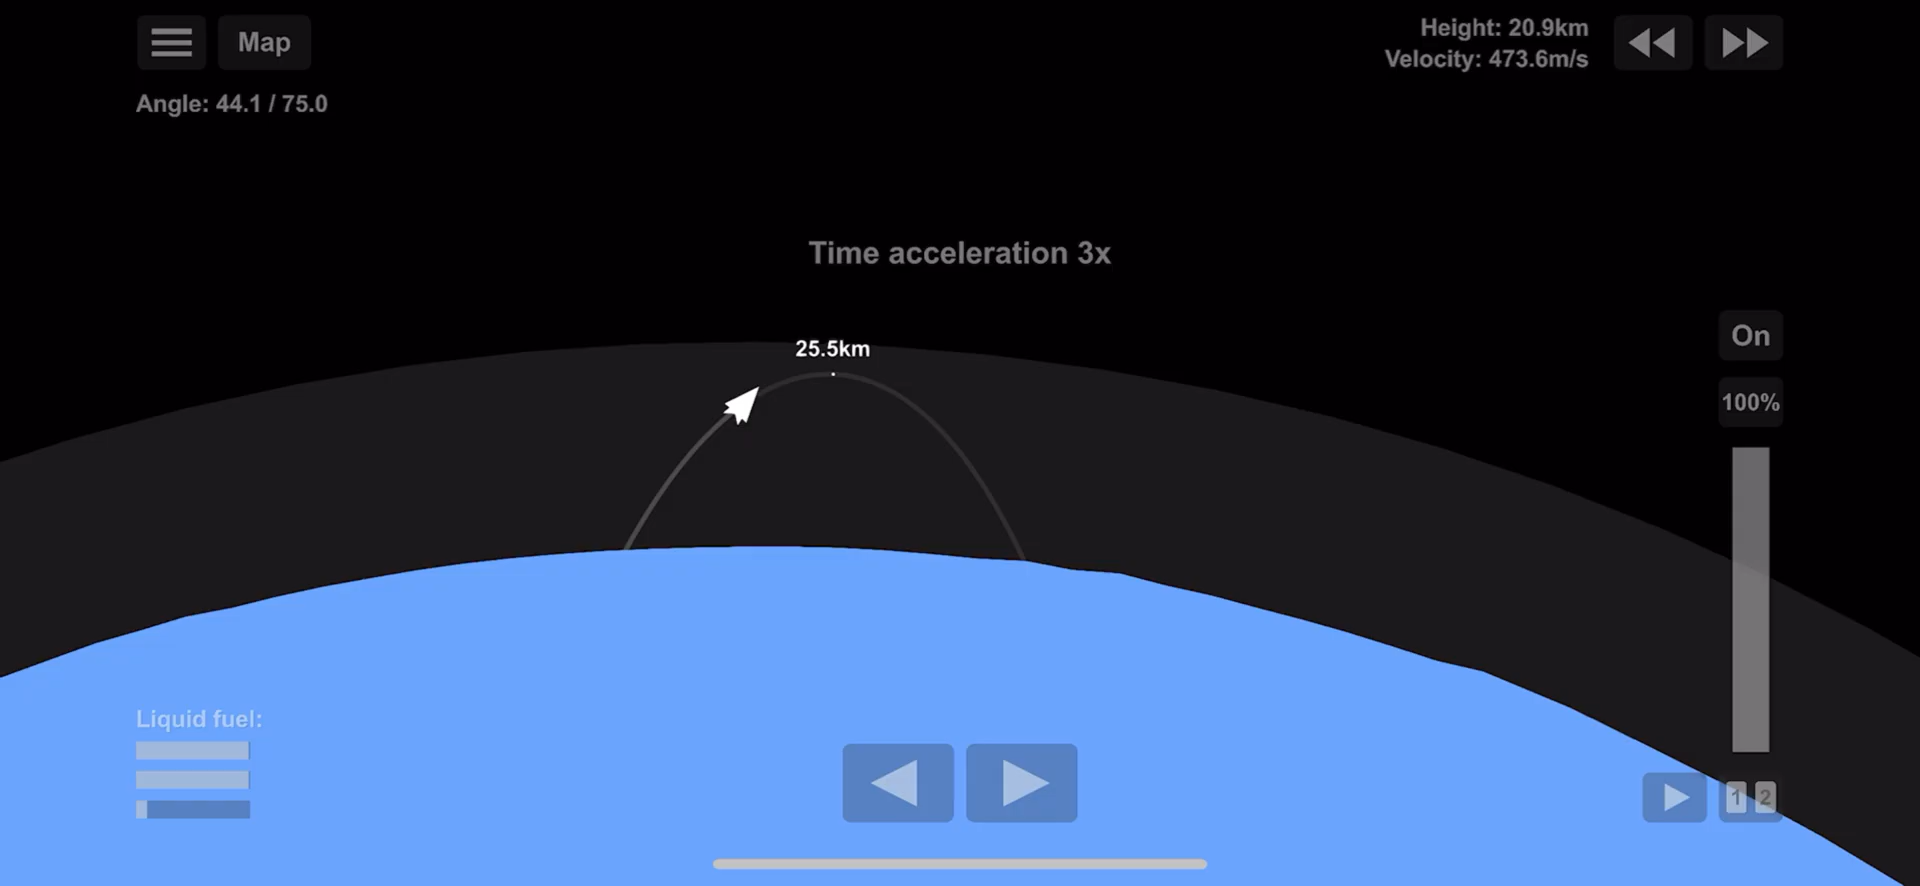 Map
Height: 20.9km
Velocity: 473.6m/s
Angle: 44.1 / 75.0
Time acceleration 3x
25.5km
On
100%
Liquid fuel:
1 2